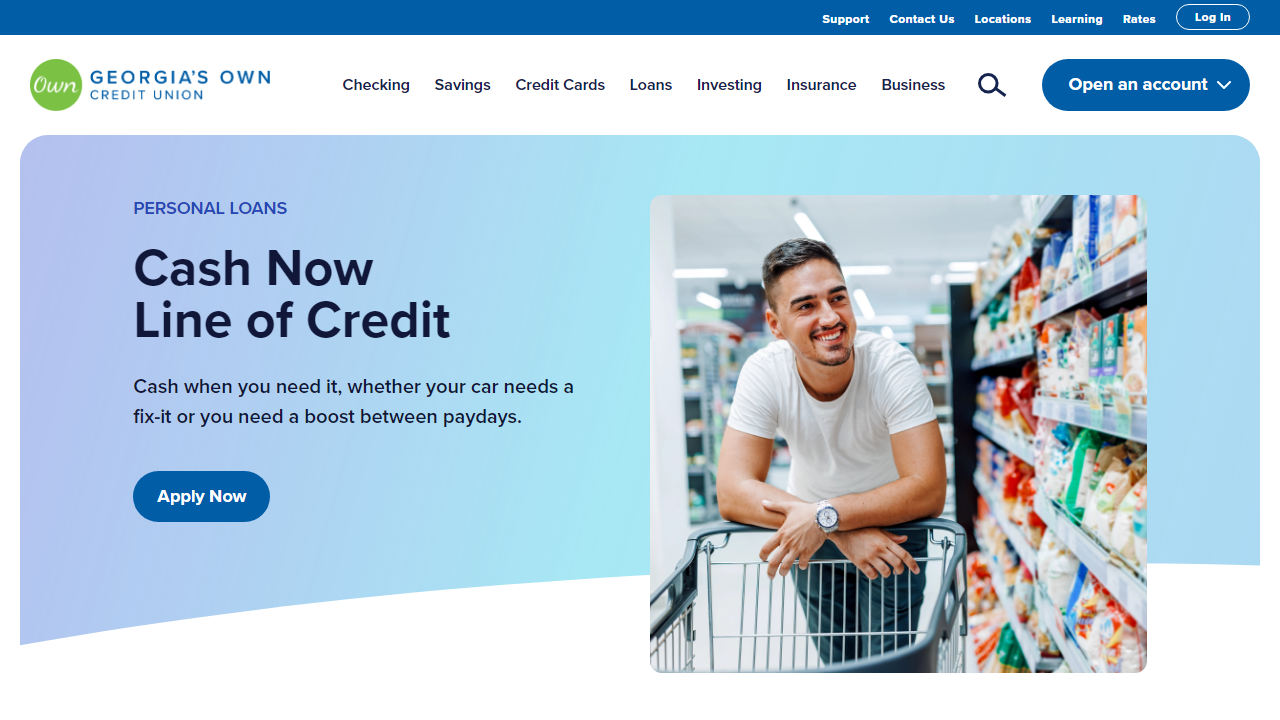 Support
Contact Us
Locations
Learning
Rates
Log In
Own
GEORGIA'S OWN
CREDIT UNION
Checking
Savings
Credit Cards
Loans
Investing
Insurance
Business
Open an account
PERSONAL LOANS
Cash Now
Line of Credit
Cash when you need it, whether your car needs a
fix-it or you need a boost between paydays.
Apply Now